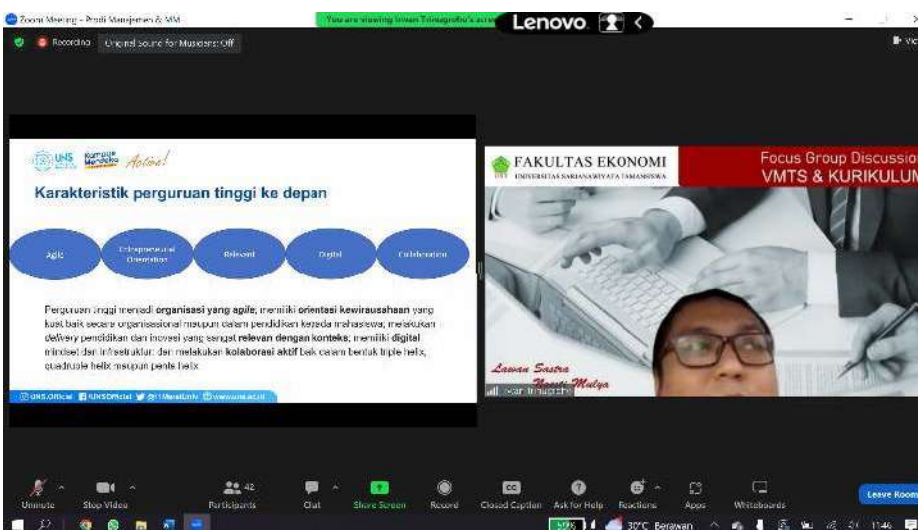 Zoom Meeting - Prodi Manajemen & MM
You are viewing Irwan Trinugroho's
Lenovo
Recording
Original Sound for Musicians: Off
UNS
Kampus
Merdeka
Active!
Karakteristik perguruan tinggi ke depan
Agile
Entrepreneurial
Orientation
Relevant
Digital
Collaboration
Perguruan tinggi menjadi organisasi yang agile; memiliki orientasi kewirausahaan yang
kuat baik secara organisasional maupun dalam pendidikan kepada mahasiswa; melakukan
delivery pendidikan dan inovasi yang sangat relevan dengan konteks; memiliki digital
mindset dan infrastruktur; dan melakukan kolaborasi aktif baik dalam bentuk triple helix,
quadruple helix maupun penta helix
UNS.Official
UNSOfficial
@11MaretUniv
www.uns.ac.id
FAKULTAS EKONOMI
UNIVERSITAS SARJANAWIYATA TAMANSISWA
Focus Group Discussion
VMTS & KURIKULUM
Lawan Sastra
Ngesti Mulya
Irwan Trinugroho
Unmute
Stop Video
Participants
42
Chat
Share Screen
Record
CC
Closed Caption
Ask for Help
Reactions
Apps
Whiteboards
Leave Room
30°C Berawan
11:46